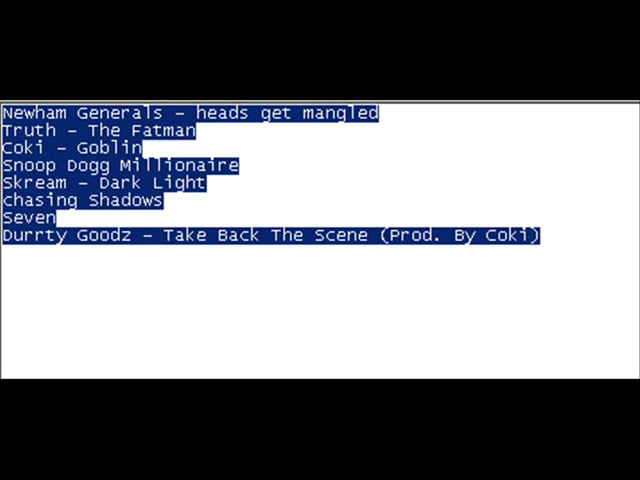 Newham Generals - heads get mangled
Truth - The Fatman
Coki - Goblin
Snoop Dogg Millionaire
Skream - Dark Light
chasing Shadows
Seven
Durrty Goodz - Take Back The Scene (Prod. By Coki)